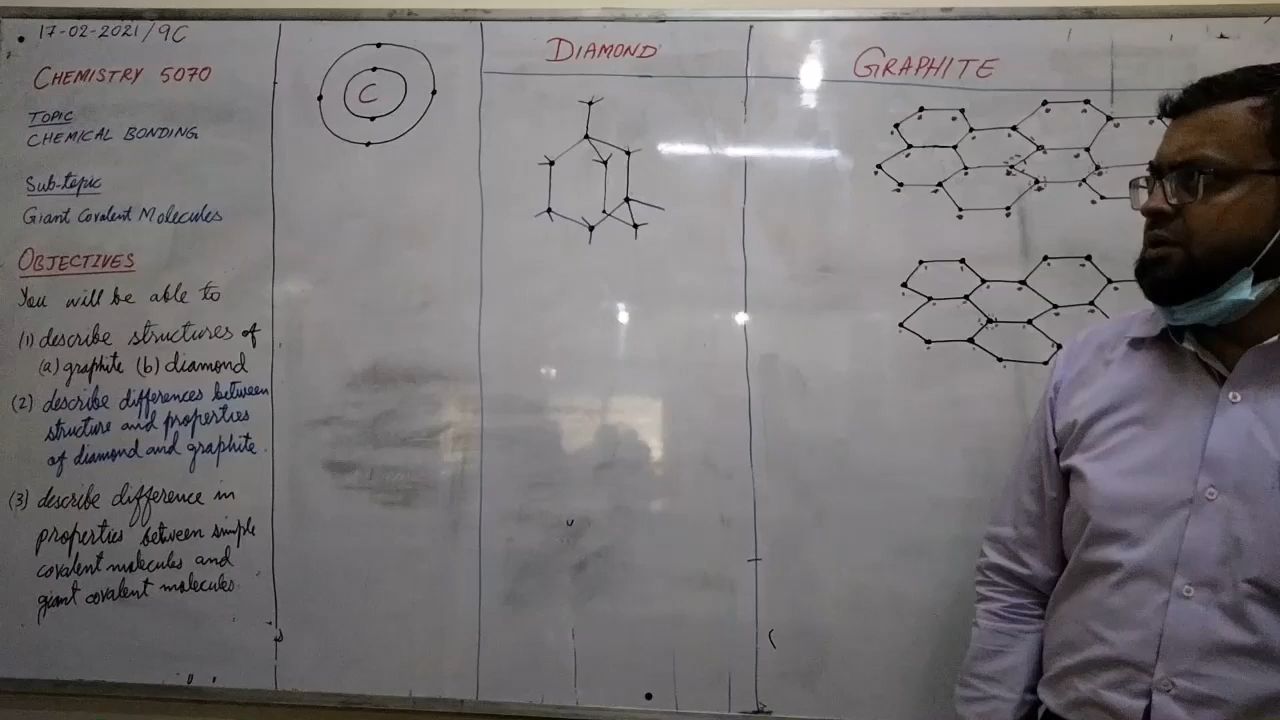 17-02-2021/9C
CHEMISTRY 5070
TOPIC
CHEMICAL BONDING
Sub-topic
Giant Covalent Molecules
OBJECTIVES
You will be able to
(1) describe structures of
(a) graphite (b) diamond
(2) describe differences between
structure and properties
of diamond and graphite.
(3) describe difference in
properties between simple
covalent molecules and
giant covalent molecules.
C
DIAMOND
GRAPHITE